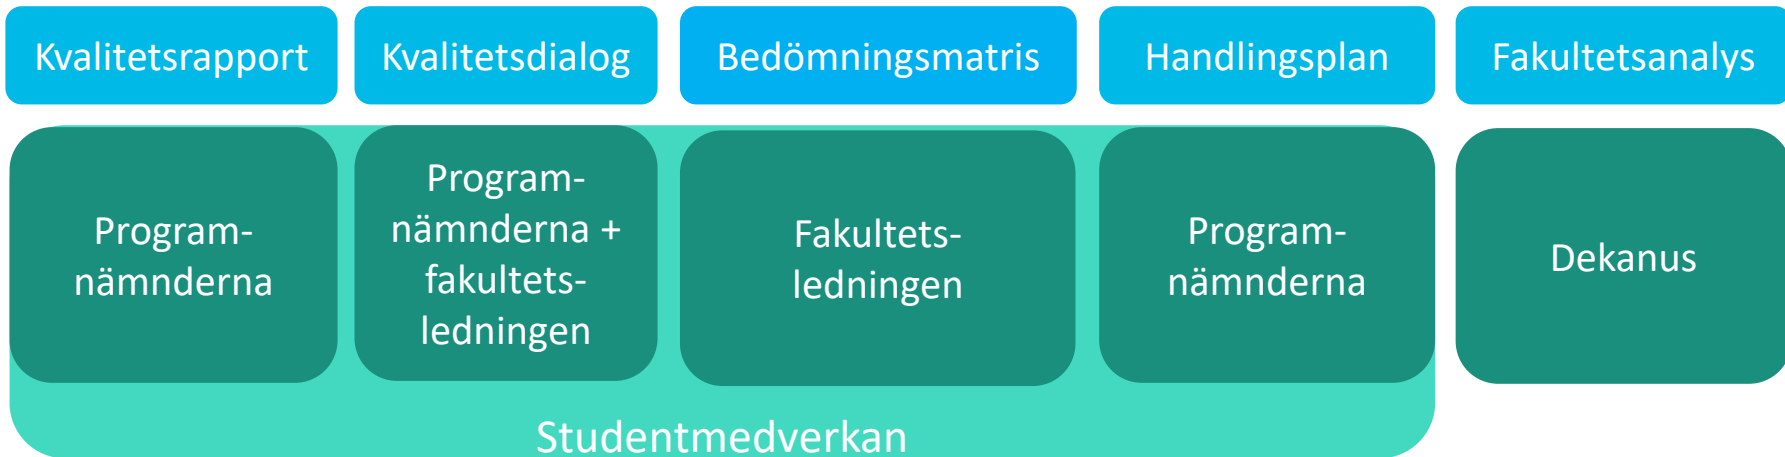 Kvalitetsrapport
Kvalitetsdialog
Bedömningsmatris
Handlingsplan
Fakultetsanalys
Program-
nämnderna
Program-
nämnderna +
fakultets-
ledningen
Fakultets-
ledningen
Program-
nämnderna
Dekanus
Studentmedverkan